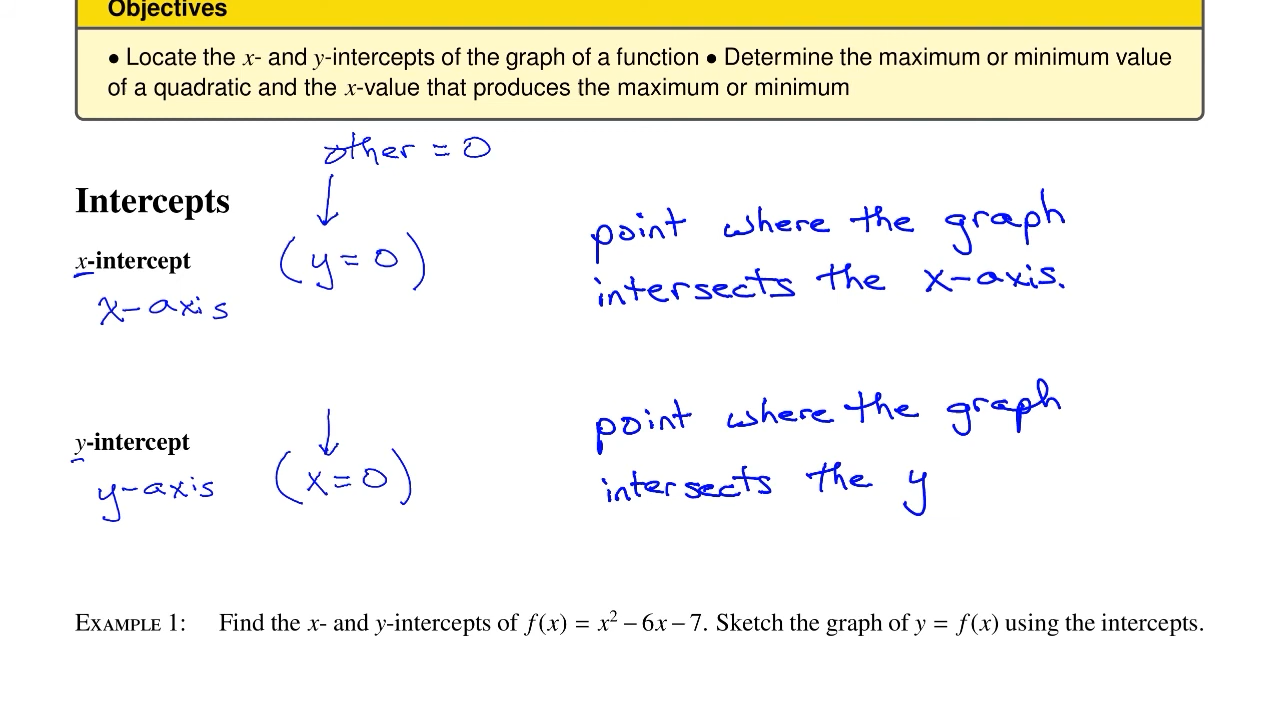 Objectives
• Locate the x- and y-intercepts of the graph of a function • Determine the maximum or minimum value
of a quadratic and the x-value that produces the maximum or minimum
other = 0
Intercepts
x-intercept
(y = 0)
x-axis
point where the graph
intersects the x-axis.
y-intercept
(x = 0)
y-axis
point where the graph
intersects the y
EXAMPLE 1: Find the x- and y-intercepts of f(x) = x² − 6x − 7. Sketch the graph of y = f(x) using the intercepts.